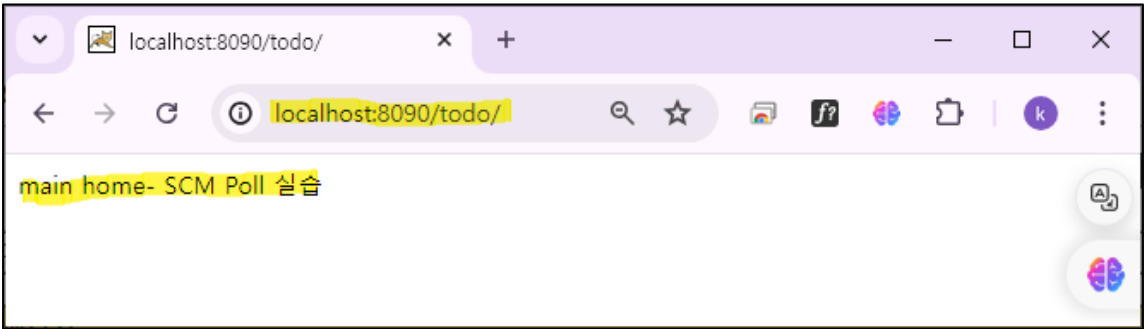 localhost:8090/todo/
localhost:8090/todo/
f?
k
main home- SCM Poll 실습